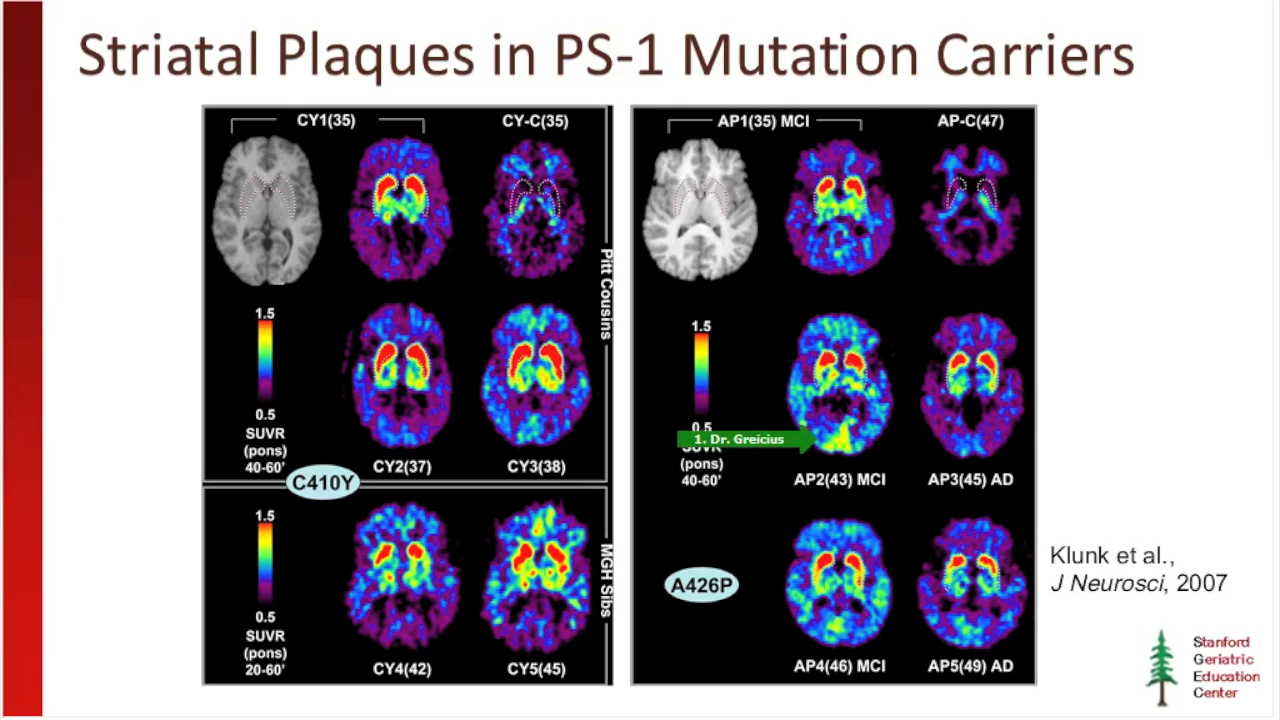 Striatal Plaques in PS-1 Mutation Carriers
CY1(35)
CY-C(35)
Pitt Cousins
1.5
0.5
SUVR
(pons)
40-60'
CY2(37)
CY3(38)
C410Y
1.5
0.5
SUVR
(pons)
20-60'
MGH Sibs
CY4(42)
CY5(45)
AP1(35) MCI
AP-C(47)
1.5
0.5
1. Dr. Greicius
SUVR
(pons)
40-60'
AP2(43) MCI
AP3(45) AD
A426P
AP4(46) MCI
AP5(49) AD
Klunk et al.,
J Neurosci, 2007
Stanford
Geriatric
Education
Center